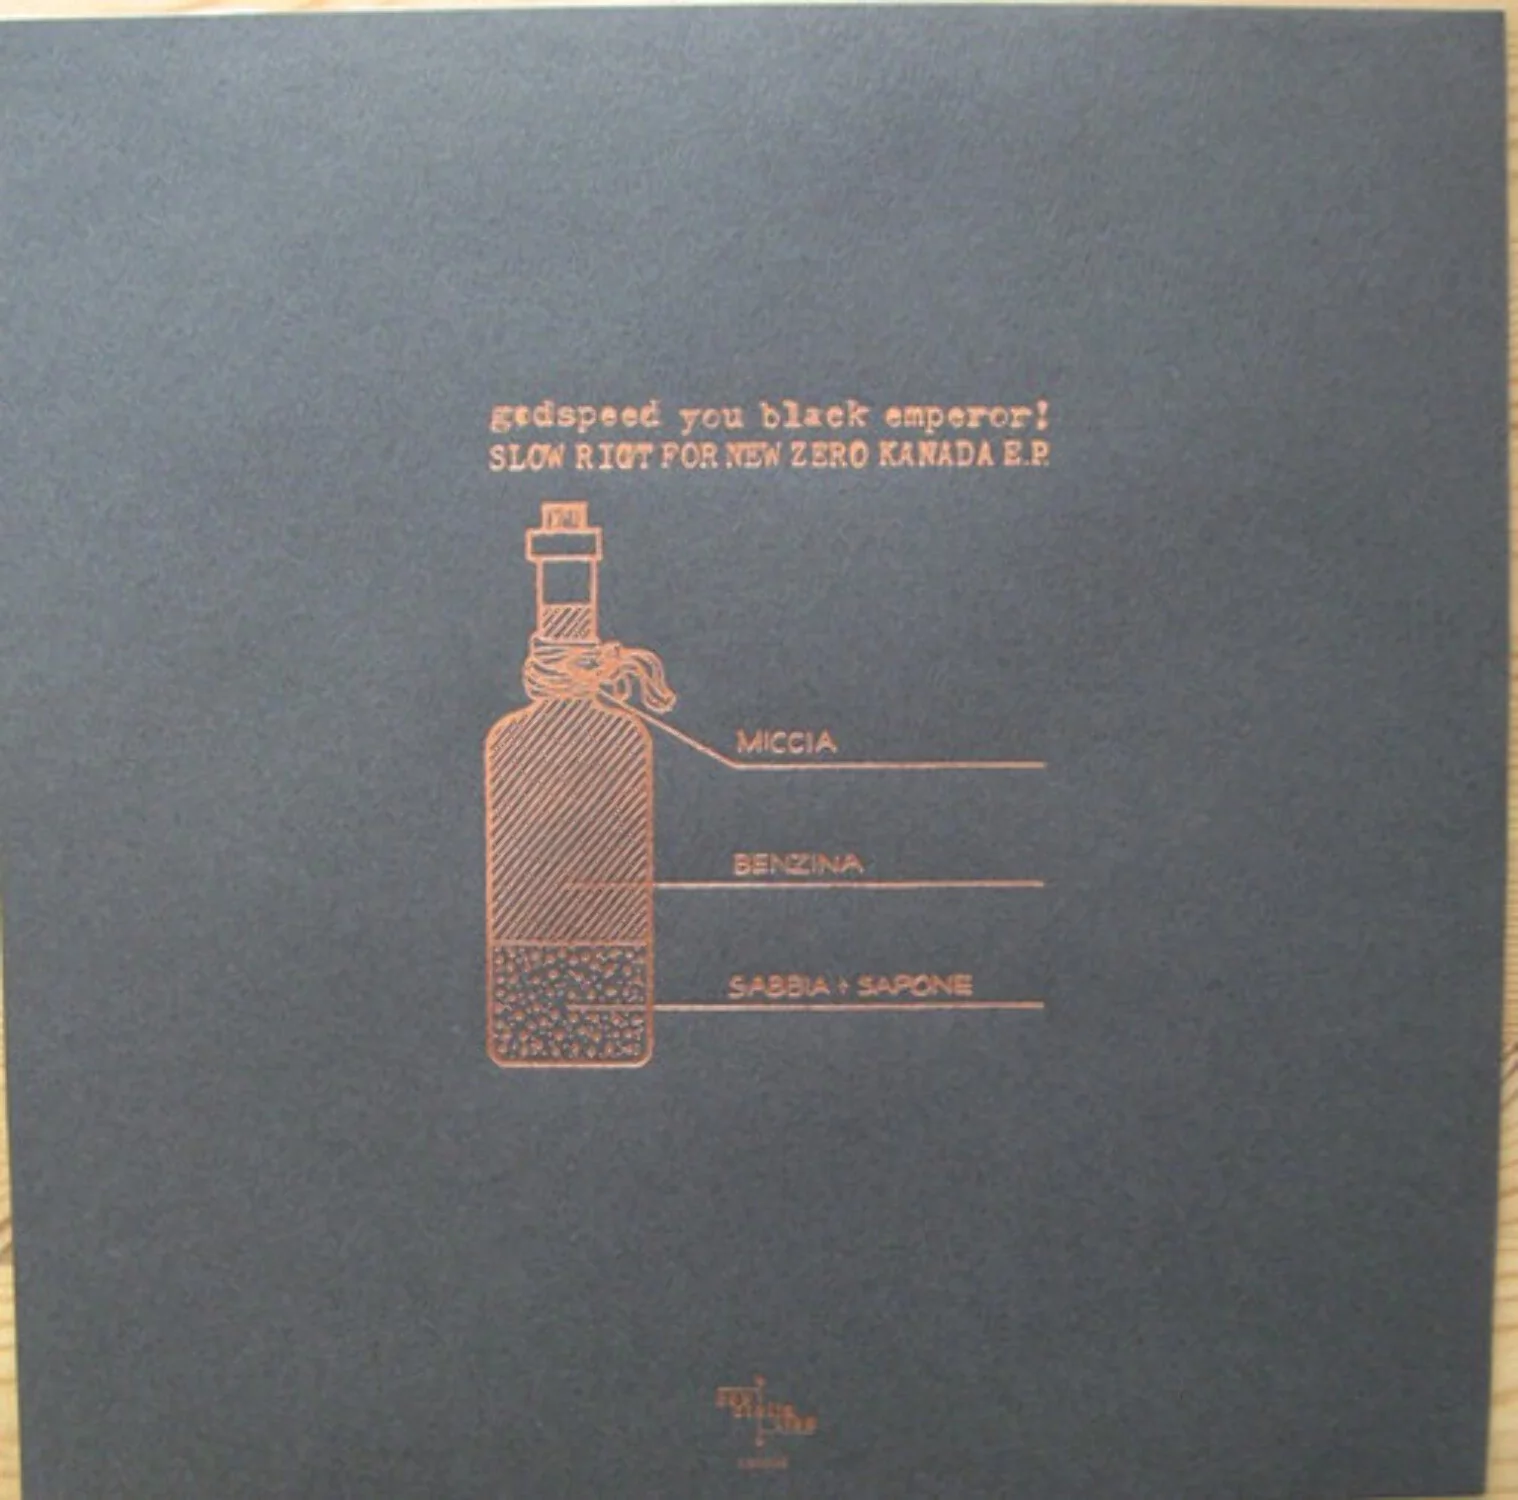 godspeed you black emperor!
SLOW RIOT FOR NEW ZERO KANADA E.P.
MICCIA
BENZINA
SABBIA + SAPONE